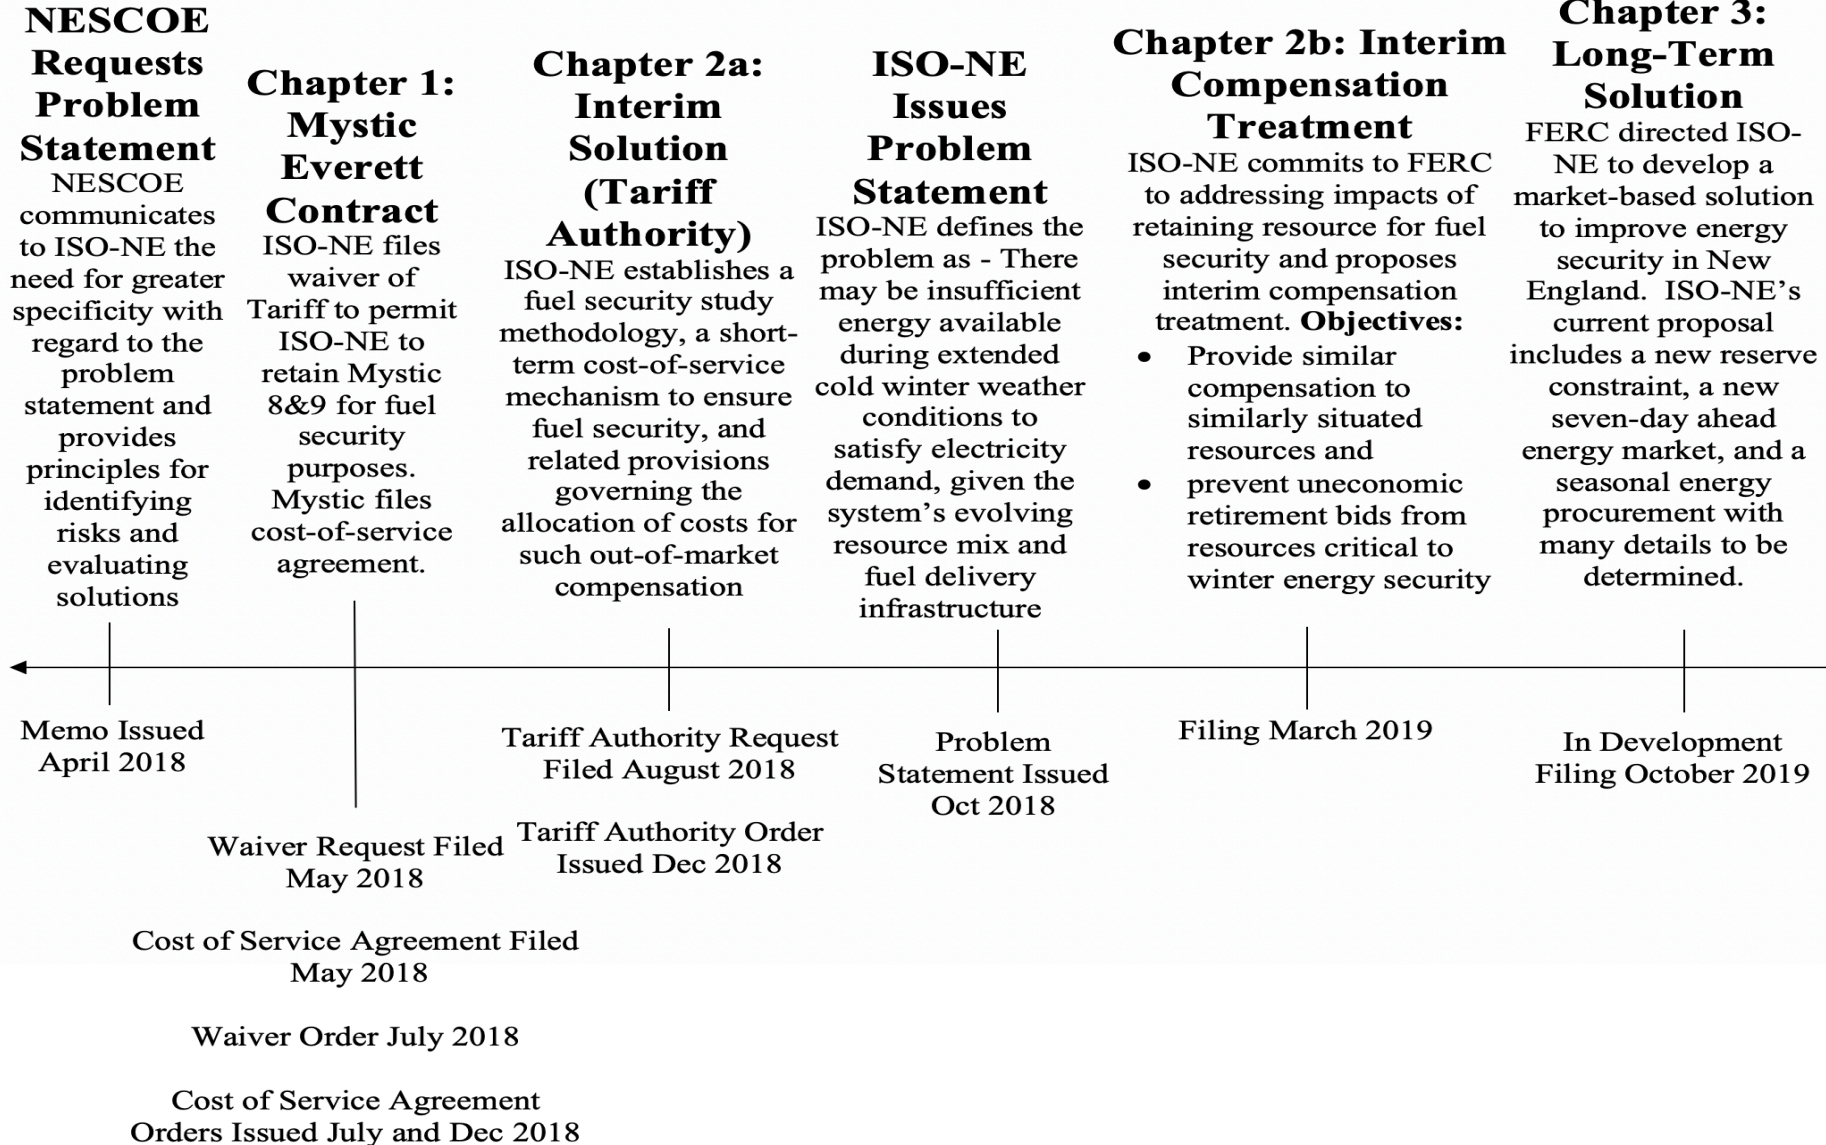 NESCOE
Requests
Problem
Statement
NESCOE
communicates
to ISO-NE the
need for greater
specificity with
regard to the
problem
statement and
provides
principles for
identifying
risks and
evaluating
solutions
Memo Issued
April 2018
Chapter 1:
Mystic
Everett
Contract
ISO-NE files
waiver of
Tariff to permit
ISO-NE to
retain Mystic
8&9 for fuel
security
purposes.
Mystic files
cost-of-service
agreement.
Waiver Request Filed
May 2018
Cost of Service Agreement Filed
May 2018
Waiver Order July 2018
Cost of Service Agreement
Orders Issued July and Dec 2018
Chapter 2a:
Interim
Solution
(Tariff
Authority)
ISO-NE establishes a
fuel security study
methodology, a short-
term cost-of-service
mechanism to ensure
fuel security, and
related provisions
governing the
allocation of costs for
such out-of-market
compensation
Tariff Authority Request
Filed August 2018
Tariff Authority Order
Issued Dec 2018
ISO-NE
Issues
Problem
Statement
ISO-NE defines the
problem as - There
may be insufficient
energy available
during extended
cold winter weather
conditions to
satisfy electricity
demand, given the
system’s evolving
resource mix and
fuel delivery
infrastructure
Problem
Statement Issued
Oct 2018
Chapter 2b: Interim
Compensation
Treatment
ISO-NE commits to FERC
to addressing impacts of
retaining resource for fuel
security and proposes
interim compensation
treatment. Objectives:
• Provide similar
compensation to
similarly situated
resources and
• prevent uneconomic
retirement bids from
resources critical to
winter energy security
Filing March 2019
Chapter 3:
Long-Term
Solution
FERC directed ISO-
NE to develop a
market-based solution
to improve energy
security in New
England.  ISO-NE’s
current proposal
includes a new reserve
constraint, a new
seven-day ahead
energy market, and a
seasonal energy
procurement with
many details to be
determined.
In Development
Filing October 2019